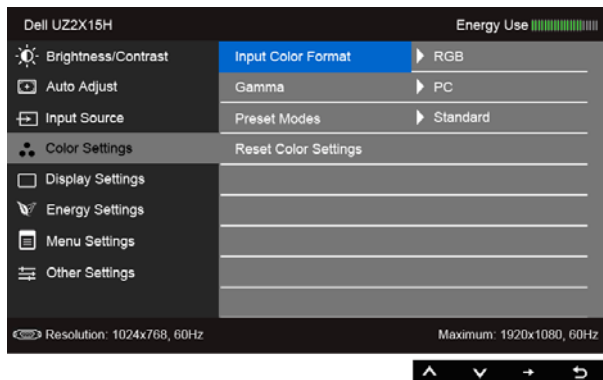 Dell UZ2X15H
Energy Use
Brightness/Contrast
Auto Adjust
Input Source
Color Settings
Display Settings
Energy Settings
Menu Settings
Other Settings
Input Color Format
RGB
Gamma
PC
Preset Modes
Standard
Reset Color Settings
Resolution: 1024x768, 60Hz
Maximum: 1920x1080, 60Hz